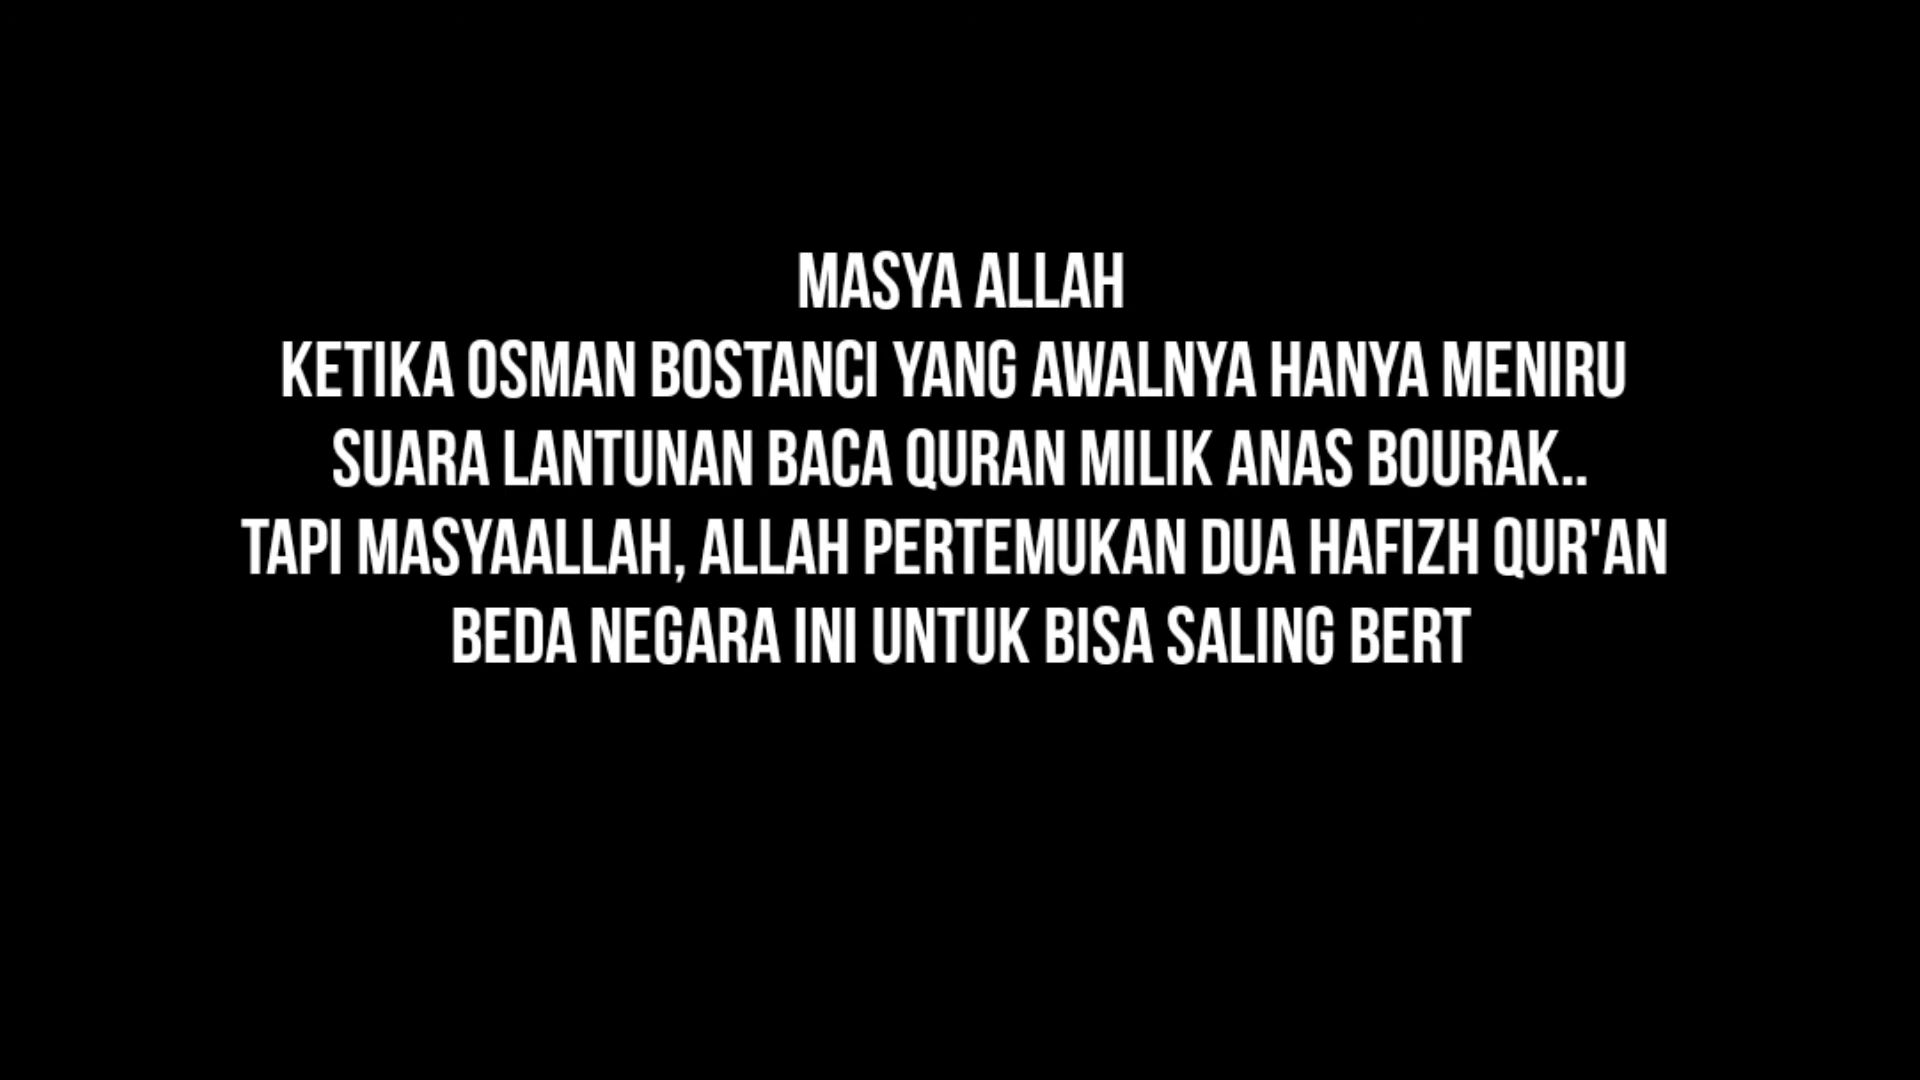 MASYA ALLAH
KETIKA OSMAN BOSTANCI YANG AWALNYA HANYA MENIRU
SUARA LANTUNAN BACA QURAN MILIK ANAS BOURAK..
TAPI MASYAALLAH, ALLAH PERTEMUKAN DUA HAFIZH QUR'AN
BEDA NEGARA INI UNTUK BISA SALING BERT